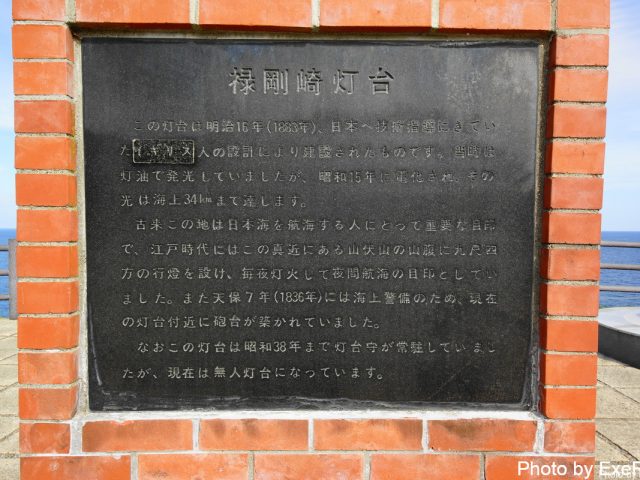 Photo by
禄剛崎灯台
この灯台は明治16年(1883年)、日本へ技術指導にきてい
たイギリス人の設計により建設されたものです。当時は
灯油で発光していましたが、昭和15年に電化され、その
光は海上34kmまで達します。
古来この地は日本海を航海する人にとって重要な目印
で、江戸時代にはこの真近にある山伏山の山腹に九尺四
方の行燈を設け、毎夜灯火して夜間航海の目印としてい
ました。また天保7年(1836年)には海上警備のため、現在
の灯台付近に砲台が築かれていました。
なおこの灯台は昭和38年まで灯台守が常駐していまし
たが、現在は無人灯台になっています。
Photo by ExeF